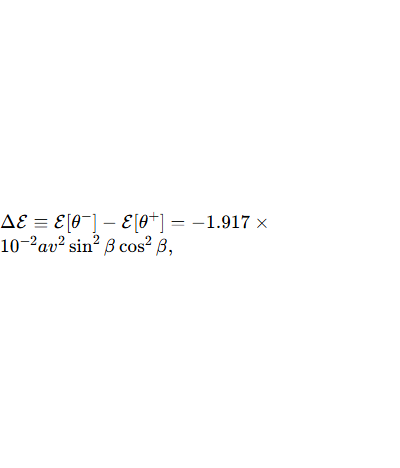 Δℰ ≡ ℰ[θ⁻] − ℰ[θ⁺] = −1.917 ×
10⁻²av² sin² β cos² β,